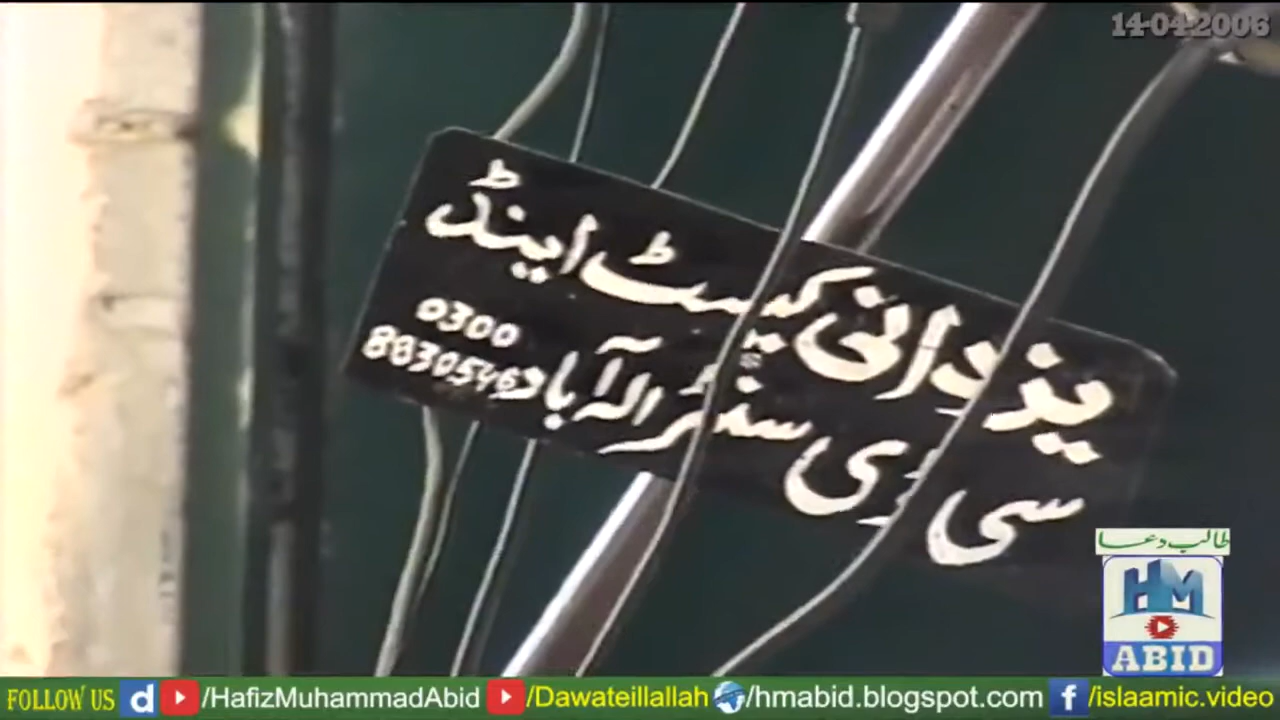 14-04-2006
یزدانی کیسٹ اینڈ
سی ڈی سنٹر الہ آباد
0300
8830546
طالب دعا
HM
ABID
FOLLOW US d /HafizMuhammadAbid /Dawateillallah /hmabid.blogspot.com f /islaamic.video